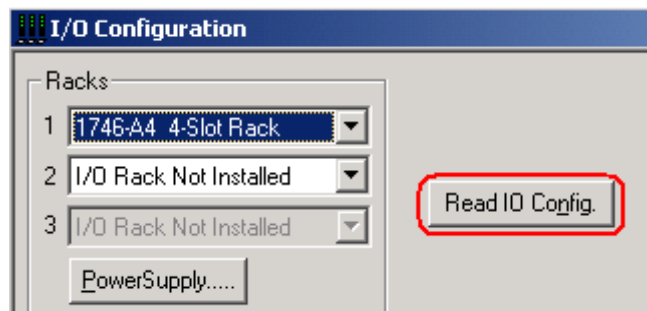 I/O Configuration
Racks
1 1746-A4 4-Slot Rack
2 I/O Rack Not Installed
Read IO Config.
3 I/O Rack Not Installed
PowerSupply.....